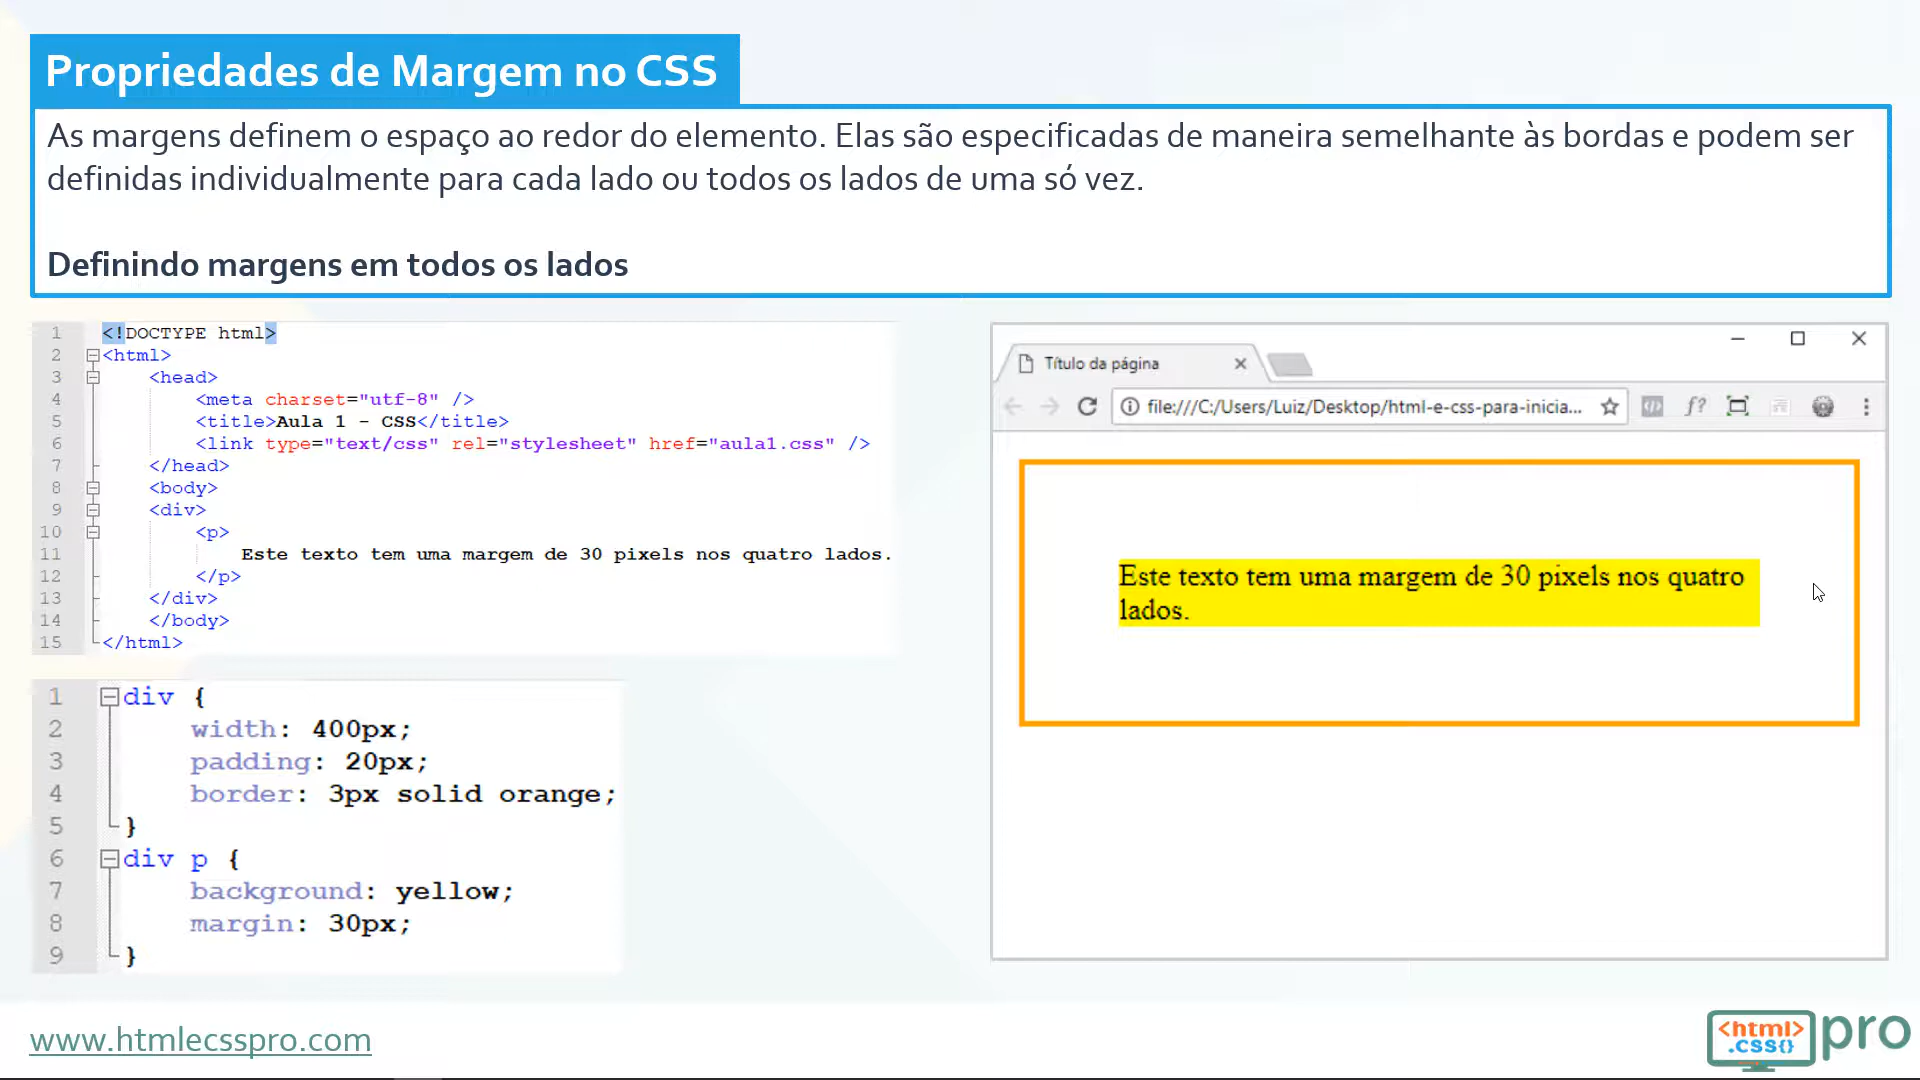 Propriedades de Margem no CSS
As margens definem o espaço ao redor do elemento. Elas são especificadas de maneira semelhante às bordas e podem ser
definidas individualmente para cada lado ou todos os lados de uma só vez.
Definindo margens em todos os lados
1 <!DOCTYPE html>
2 <html>
3 <head>
4 <meta charset="utf-8" />
5 <title>Aula 1 - CSS</title>
6 <link type="text/css" rel="stylesheet" href="aula1.css" />
7 </head>
8 <body>
9 <div>
10 <p>
11 Este texto tem uma margem de 30 pixels nos quatro lados.
12 </p>
13 </div>
14 </body>
15 </html>
1 div {
2 width: 400px;
3 padding: 20px;
4 border: 3px solid orange;
5 }
6 div p {
7 background: yellow;
8 margin: 30px;
9 }
Título da página
file:///C:/Users/Luiz/Desktop/html-e-css-para-inicia...
f?
Este texto tem uma margem de 30 pixels nos quatro
lados.
www.htmlecsspro.com
<html>
.CSS{}
pro